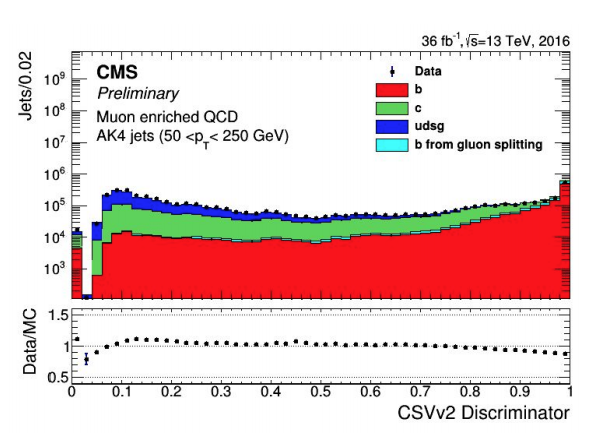 36 fb⁻¹,√s=13 TeV, 2016
Jets/0.02
10⁹
10⁸
10⁷
10⁶
10⁵
10⁴
10³
CMS
Preliminary
Muon enriched QCD
AK4 jets (50 <p_T< 250 GeV)
Data
b
c
udsg
b from gluon splitting
Data/MC
1.5
1
0.5
0 0.1 0.2 0.3 0.4 0.5 0.6 0.7 0.8 0.9 1
CSVv2 Discriminator